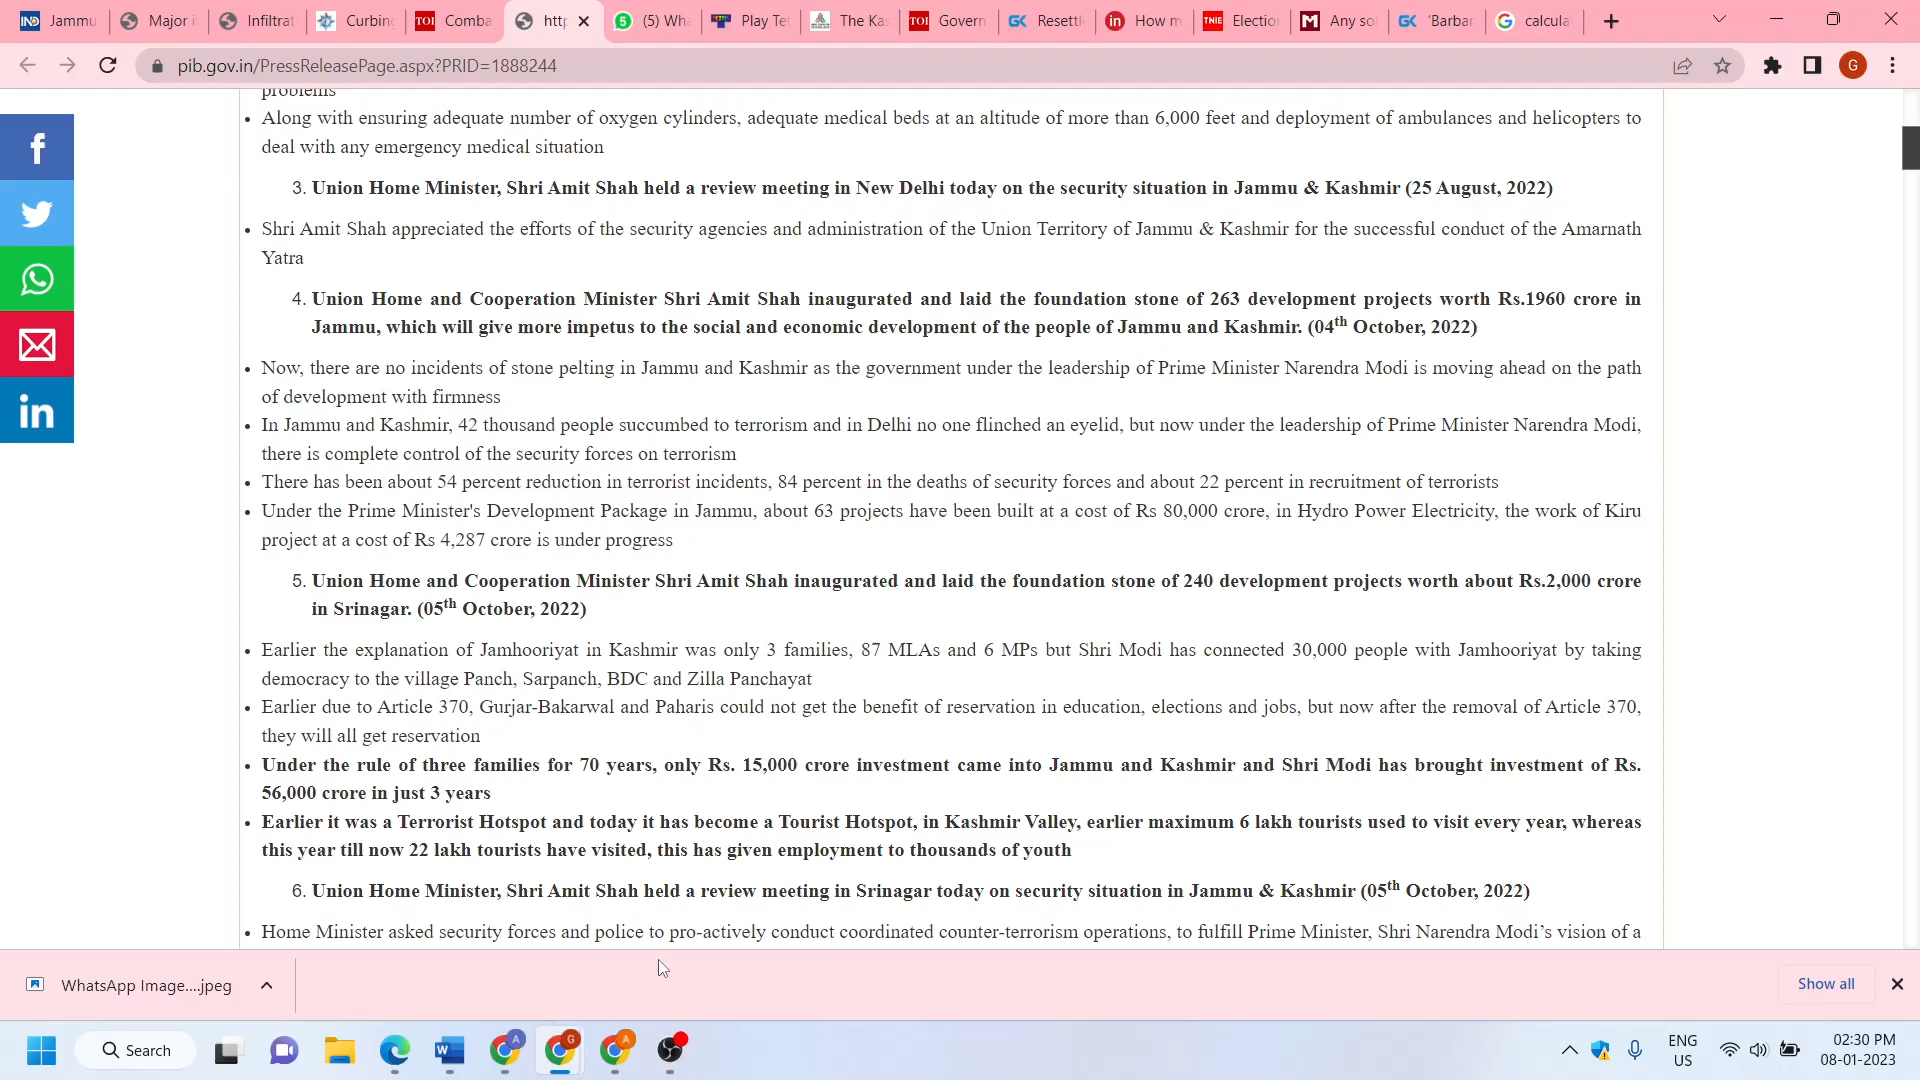 Jammu
Major i
Infiltrat
Curbing
TOI Comba
http
(5) Wha
Play Tet
The Kas
TOI Govern
GK Resettl
in How m
TNIE Electio
M Any so
GK 'Barbar
calcula
pib.gov.in/PressReleasePage.aspx?PRID=1888244
G
problems
• Along with ensuring adequate number of oxygen cylinders, adequate medical beds at an altitude of more than 6,000 feet and deployment of ambulances and helicopters to
deal with any emergency medical situation
3. Union Home Minister, Shri Amit Shah held a review meeting in New Delhi today on the security situation in Jammu & Kashmir (25 August, 2022)
• Shri Amit Shah appreciated the efforts of the security agencies and administration of the Union Territory of Jammu & Kashmir for the successful conduct of the Amarnath
Yatra
4. Union Home and Cooperation Minister Shri Amit Shah inaugurated and laid the foundation stone of 263 development projects worth Rs.1960 crore in
Jammu, which will give more impetus to the social and economic development of the people of Jammu and Kashmir. (04th October, 2022)
• Now, there are no incidents of stone pelting in Jammu and Kashmir as the government under the leadership of Prime Minister Narendra Modi is moving ahead on the path
of development with firmness
• In Jammu and Kashmir, 42 thousand people succumbed to terrorism and in Delhi no one flinched an eyelid, but now under the leadership of Prime Minister Narendra Modi,
there is complete control of the security forces on terrorism
• There has been about 54 percent reduction in terrorist incidents, 84 percent in the deaths of security forces and about 22 percent in recruitment of terrorists
• Under the Prime Minister's Development Package in Jammu, about 63 projects have been built at a cost of Rs 80,000 crore, in Hydro Power Electricity, the work of Kiru
project at a cost of Rs 4,287 crore is under progress
5. Union Home and Cooperation Minister Shri Amit Shah inaugurated and laid the foundation stone of 240 development projects worth about Rs.2,000 crore
in Srinagar. (05th October, 2022)
• Earlier the explanation of Jamhooriyat in Kashmir was only 3 families, 87 MLAs and 6 MPs but Shri Modi has connected 30,000 people with Jamhooriyat by taking
democracy to the village Panch, Sarpanch, BDC and Zilla Panchayat
• Earlier due to Article 370, Gurjar-Bakarwal and Paharis could not get the benefit of reservation in education, elections and jobs, but now after the removal of Article 370,
they will all get reservation
• Under the rule of three families for 70 years, only Rs. 15,000 crore investment came into Jammu and Kashmir and Shri Modi has brought investment of Rs.
56,000 crore in just 3 years
• Earlier it was a Terrorist Hotspot and today it has become a Tourist Hotspot, in Kashmir Valley, earlier maximum 6 lakh tourists used to visit every year, whereas
this year till now 22 lakh tourists have visited, this has given employment to thousands of youth
6. Union Home Minister, Shri Amit Shah held a review meeting in Srinagar today on security situation in Jammu & Kashmir (05th October, 2022)
• Home Minister asked security forces and police to pro-actively conduct coordinated counter-terrorism operations, to fulfill Prime Minister, Shri Narendra Modi's vision of a
WhatsApp Image....jpeg
Show all
Search
ENG
US
02:30 PM
08-01-2023